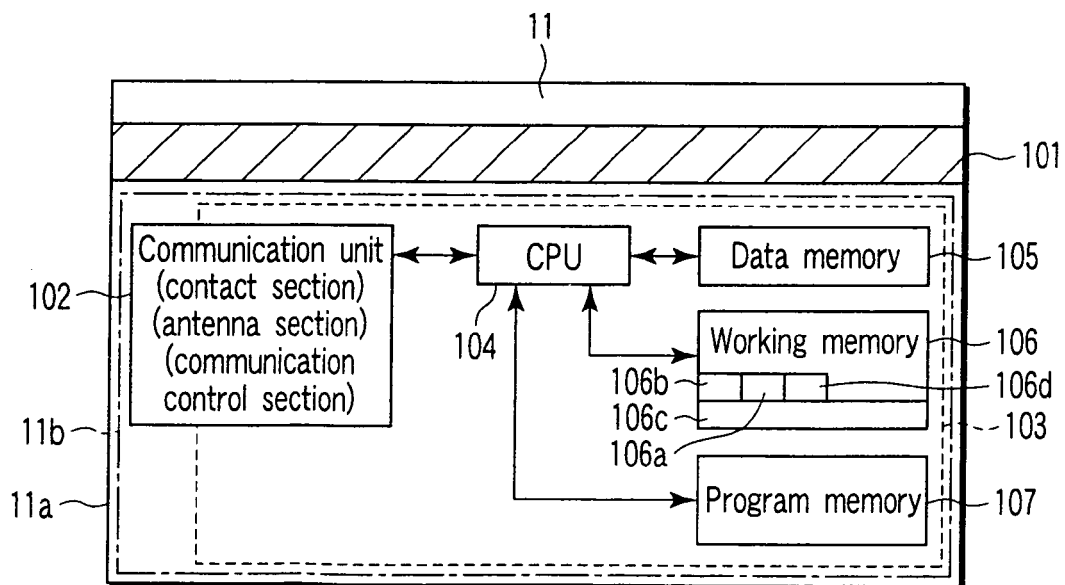 11
101
Communication unit
(contact section)
(antenna section)
(communication
control section)
102
CPU
104
Data memory
105
Working memory
106
106b
106d
106c
106a
103
11b
11a
Program memory
107